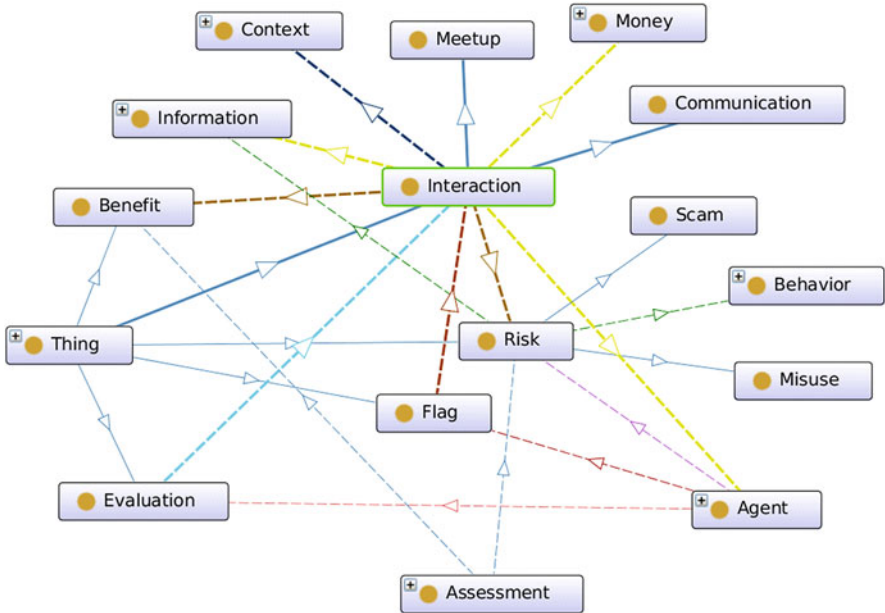 Context
Meetup
Money
Information
Communication
Interaction
Benefit
Scam
Behavior
Thing
Risk
Misuse
Flag
Evaluation
Agent
Assessment